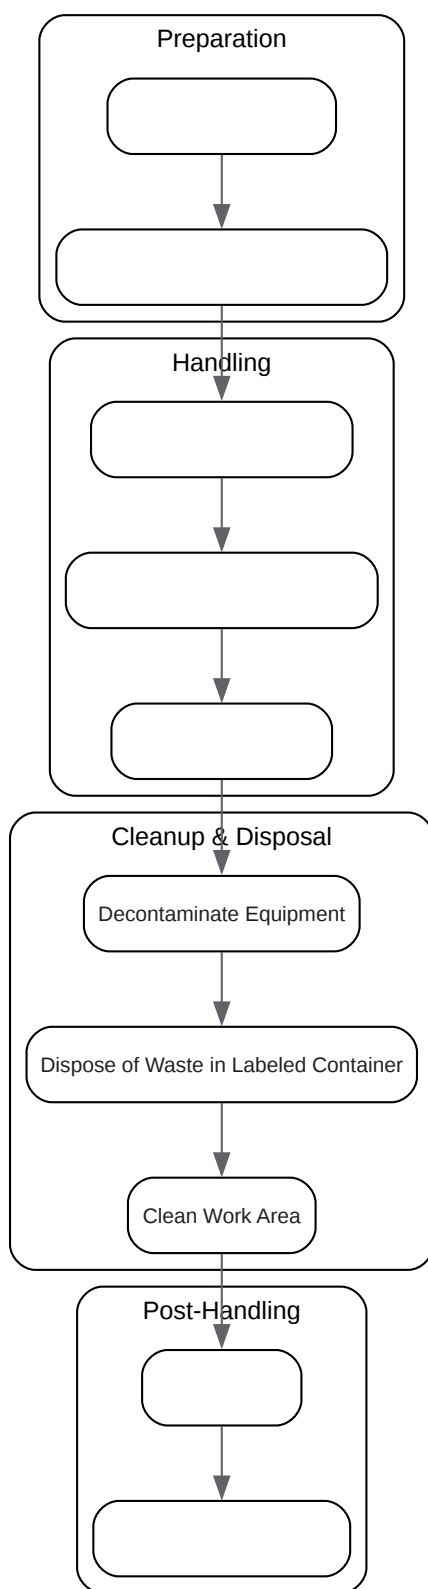 Preparation
Handling
Cleanup & Disposal
Decontaminate Equipment
Dispose of Waste in Labeled Container
Clean Work Area
Post-Handling